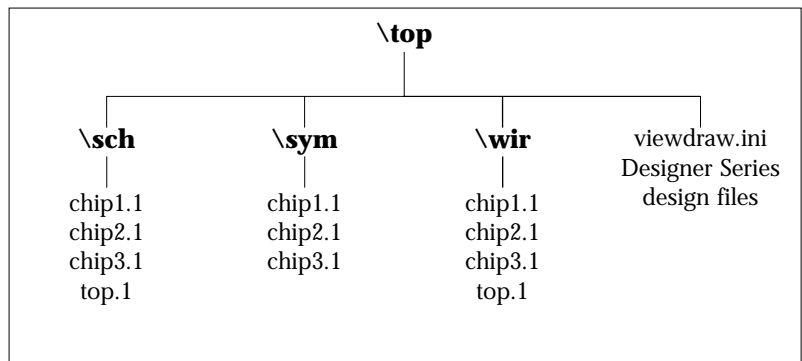 \top
\sch
chip1.1
chip2.1
chip3.1
top.1
\sym
chip1.1
chip2.1
chip3.1
\wir
chip1.1
chip2.1
chip3.1
top.1
viewdraw.ini
Designer Series
design files